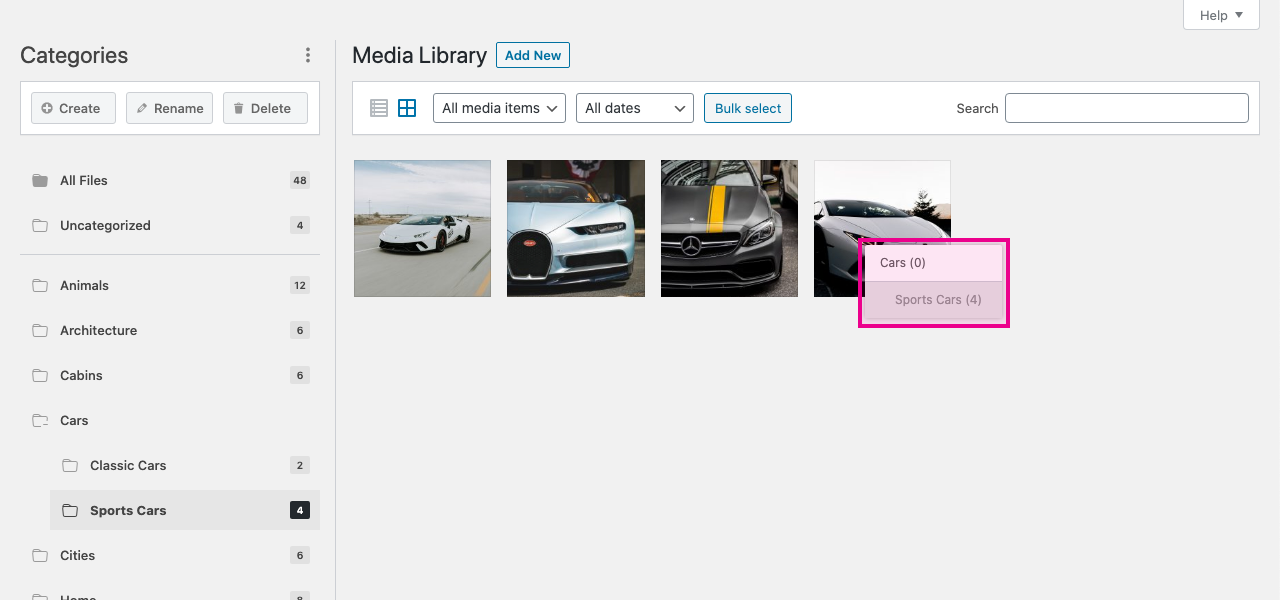 Help
Categories
Media Library
Add New
Create
Rename
Delete
All media items
All dates
Bulk select
Search
All Files 48
Uncategorized 4
Animals 12
Architecture 6
Cabins 6
Cars
Classic Cars 2
Sports Cars 4
Cities 6
Home 8
Cars (0)
Sports Cars (4)